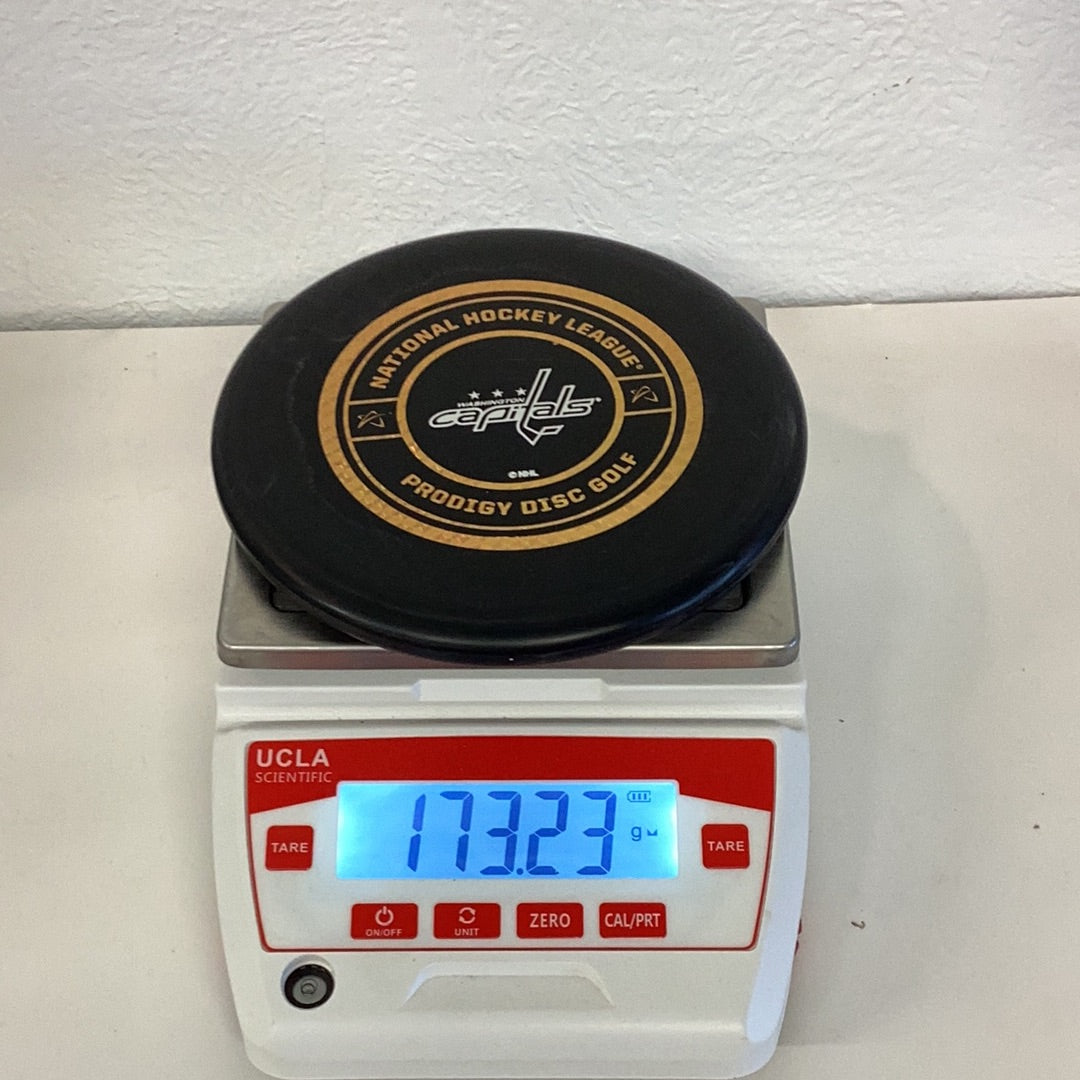 NATIONAL HOCKEY LEAGUE®
WASHINGTON
capitals
© NHL
PRODIGY DISC GOLF
UCLA
SCIENTIFIC
173.23
g
TARE
TARE
ON/OFF
UNIT
ZERO
CAL/PRT